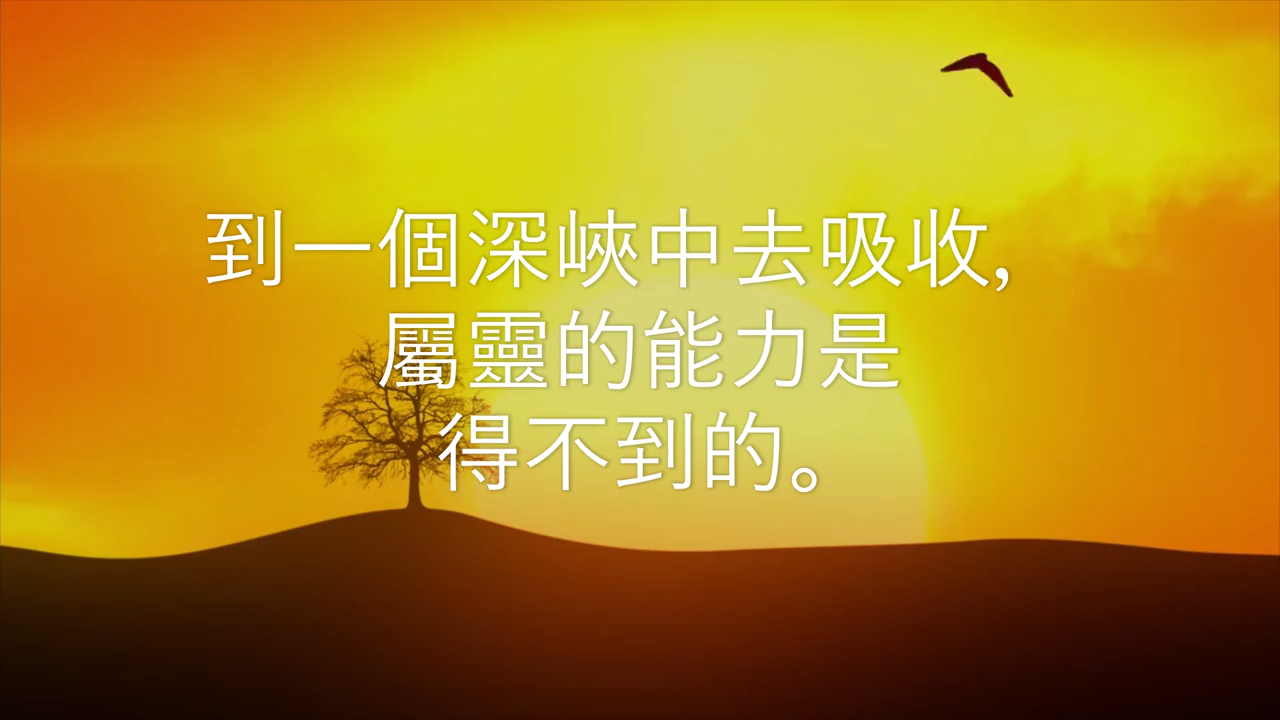 到一個深峽中去吸收,
屬靈的能力是
得不到的。